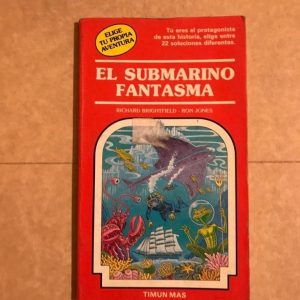 ELIGE
TU PROPIA
AVENTURA
Tú eres el protagonista
de esta historia, elige entre
22 soluciones diferentes.
EL SUBMARINO
FANTASMA
RICHARD BRIGHTFIELD - RON JONES
TIMUN MAS